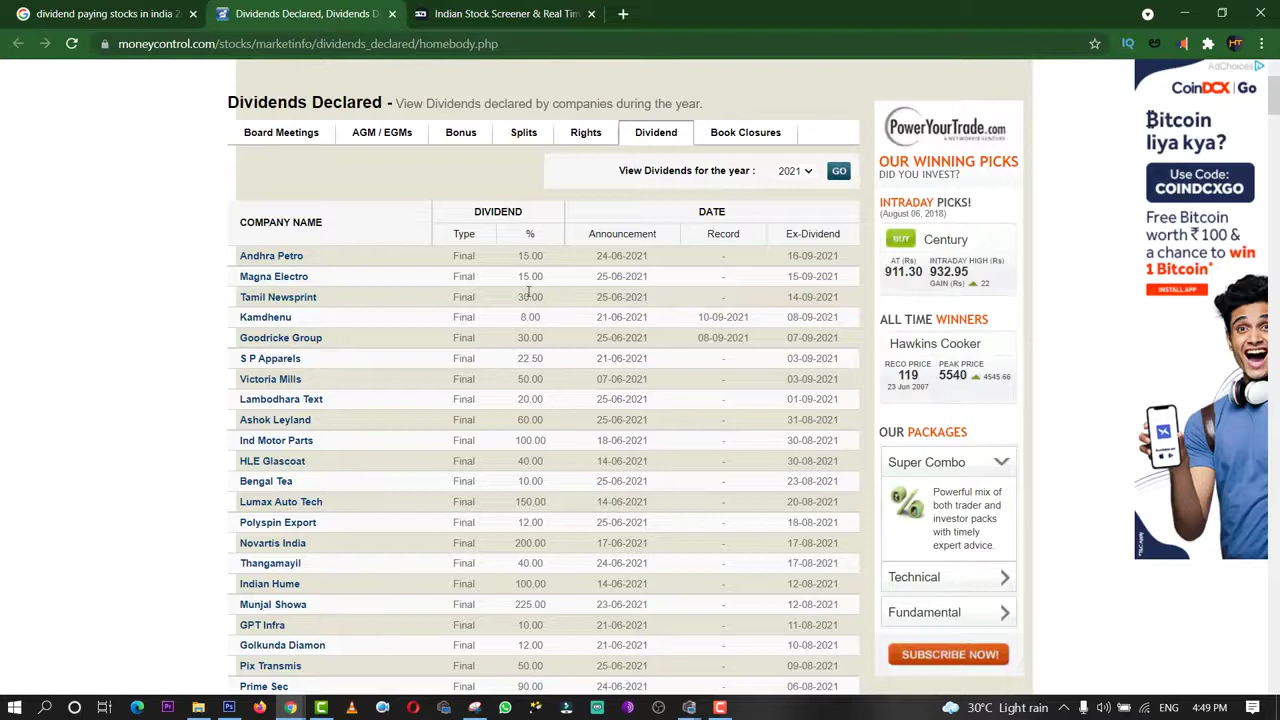 dividend paying stocks in india 2
Dividends Declared - 2021, D
Indian Stock Screener & Real Tim
moneycontrol.com/stocks/marketinfo/dividends_declared/homebody.php
Dividends Declared - View Dividends declared by companies during the year.
Board Meetings AGM / EGMs Bonus Splits Rights Dividend Book Closures
View Dividends for the year : 2021 GO
COMPANY NAME DIVIDEND DATE
Type % Announcement Record Ex-Dividend
Andhra Petro Final 15.00 24-06-2021 - 16-09-2021
Magna Electro Final 15.00 25-06-2021 - 15-09-2021
Tamil Newsprint Final 30.00 25-06-2021 - 14-09-2021
Kamdhenu Final 8.00 21-06-2021 10-09-2021 08-09-2021
Goodricke Group Final 30.00 25-06-2021 08-09-2021 07-09-2021
S P Apparels Final 22.50 21-06-2021 - 03-09-2021
Victoria Mills Final 50.00 07-06-2021 - 03-09-2021
Lambodhara Text Final 20.00 25-06-2021 - 01-09-2021
Ashok Leyland Final 60.00 25-06-2021 - 31-08-2021
Ind Motor Parts Final 100.00 18-06-2021 - 30-08-2021
HLE Glascoat Final 40.00 14-06-2021 - 30-08-2021
Bengal Tea Final 10.00 25-06-2021 - 23-08-2021
Lumax Auto Tech Final 150.00 14-06-2021 - 20-08-2021
Polyspin Export Final 12.00 25-06-2021 - 18-08-2021
Novartis India Final 200.00 17-06-2021 - 17-08-2021
Thangamayil Final 40.00 24-06-2021 - 17-08-2021
Indian Hume Final 100.00 14-06-2021 - 12-08-2021
Munjal Showa Final 225.00 23-06-2021 - 12-08-2021
GPT Infra Final 10.00 21-06-2021 - 11-08-2021
Golkunda Diamon Final 12.00 21-06-2021 - 10-08-2021
Pix Transmis Final 50.00 25-06-2021 - 09-08-2021
Prime Sec Final 90.00 24-06-2021 - 06-08-2021
PowerYourTrade.com
OUR WINNING PICKS
DID YOU INVEST?
INTRADAY PICKS!
(August 06, 2018)
BUY Century
AT (Rs) INTRADAY HIGH (Rs)
911.30 932.95
GAIN (Rs) 22
ALL TIME WINNERS
Hawkins Cooker
RECO PRICE PEAK PRICE
119 5540 4545.66
23 Jun 2007
OUR PACKAGES
Super Combo
Powerful mix of
both trader and
investor packs
with timely
expert advice.
Technical
Fundamental
SUBSCRIBE NOW!
AdChoices
CoinDCX Go
Bitcoin
liya kya?
Use Code:
COINDCXGO
Free Bitcoin
worth ₹ 100 &
a chance to win
1 Bitcoin*
INSTALL APP
30°C Light rain 4:49 PM